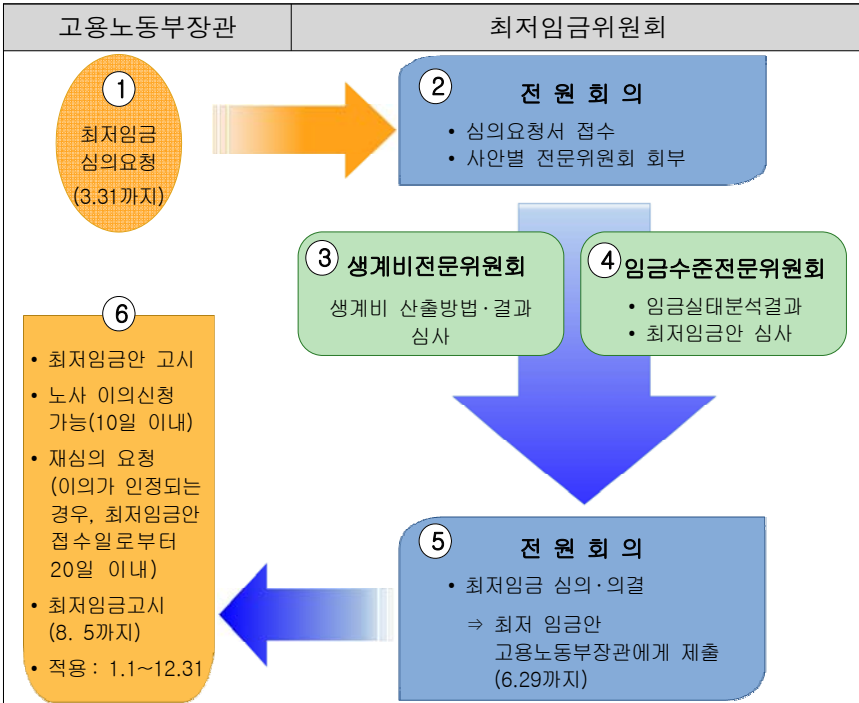 고용노동부장관
최저임금위원회
①
최저임금
심의요청
(3.31까지)
②
전 원 회 의
• 심의요청서 접수
• 사안별 전문위원회 회부
③
생계비전문위원회
생계비 산출방법·결과
심사
④
임금수준전문위원회
• 임금실태분석결과
• 최저임금안 심사
⑤
전 원 회 의
• 최저임금 심의·의결
⇒ 최저 임금안
고용노동부장관에게 제출
(6.29까지)
⑥
• 최저임금안 고시
• 노사 이의신청
가능(10일 이내)
• 재심의 요청
(이의가 인정되는
경우, 최저임금안
접수일로부터
20일 이내)
• 최저임금고시
(8. 5까지)
• 적용 : 1.1~12.31